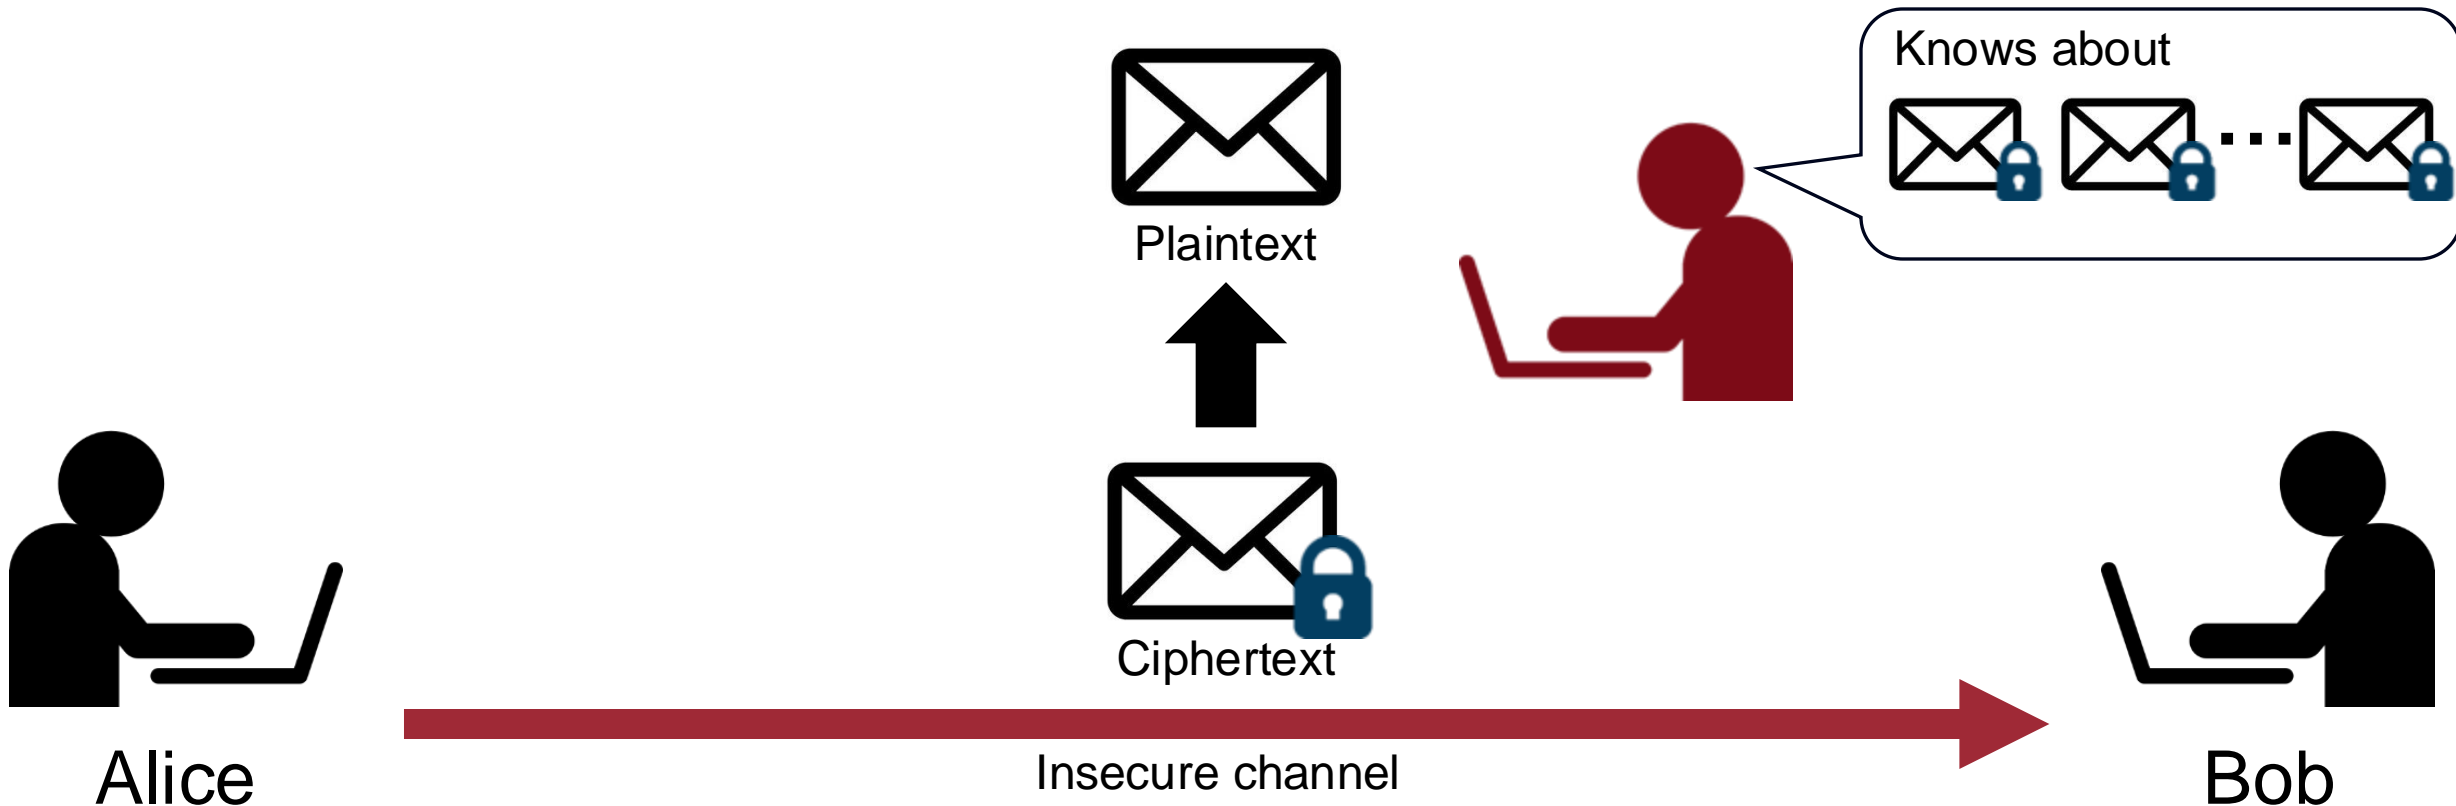 Knows about
Plaintext
Ciphertext
Insecure channel
Alice
Bob